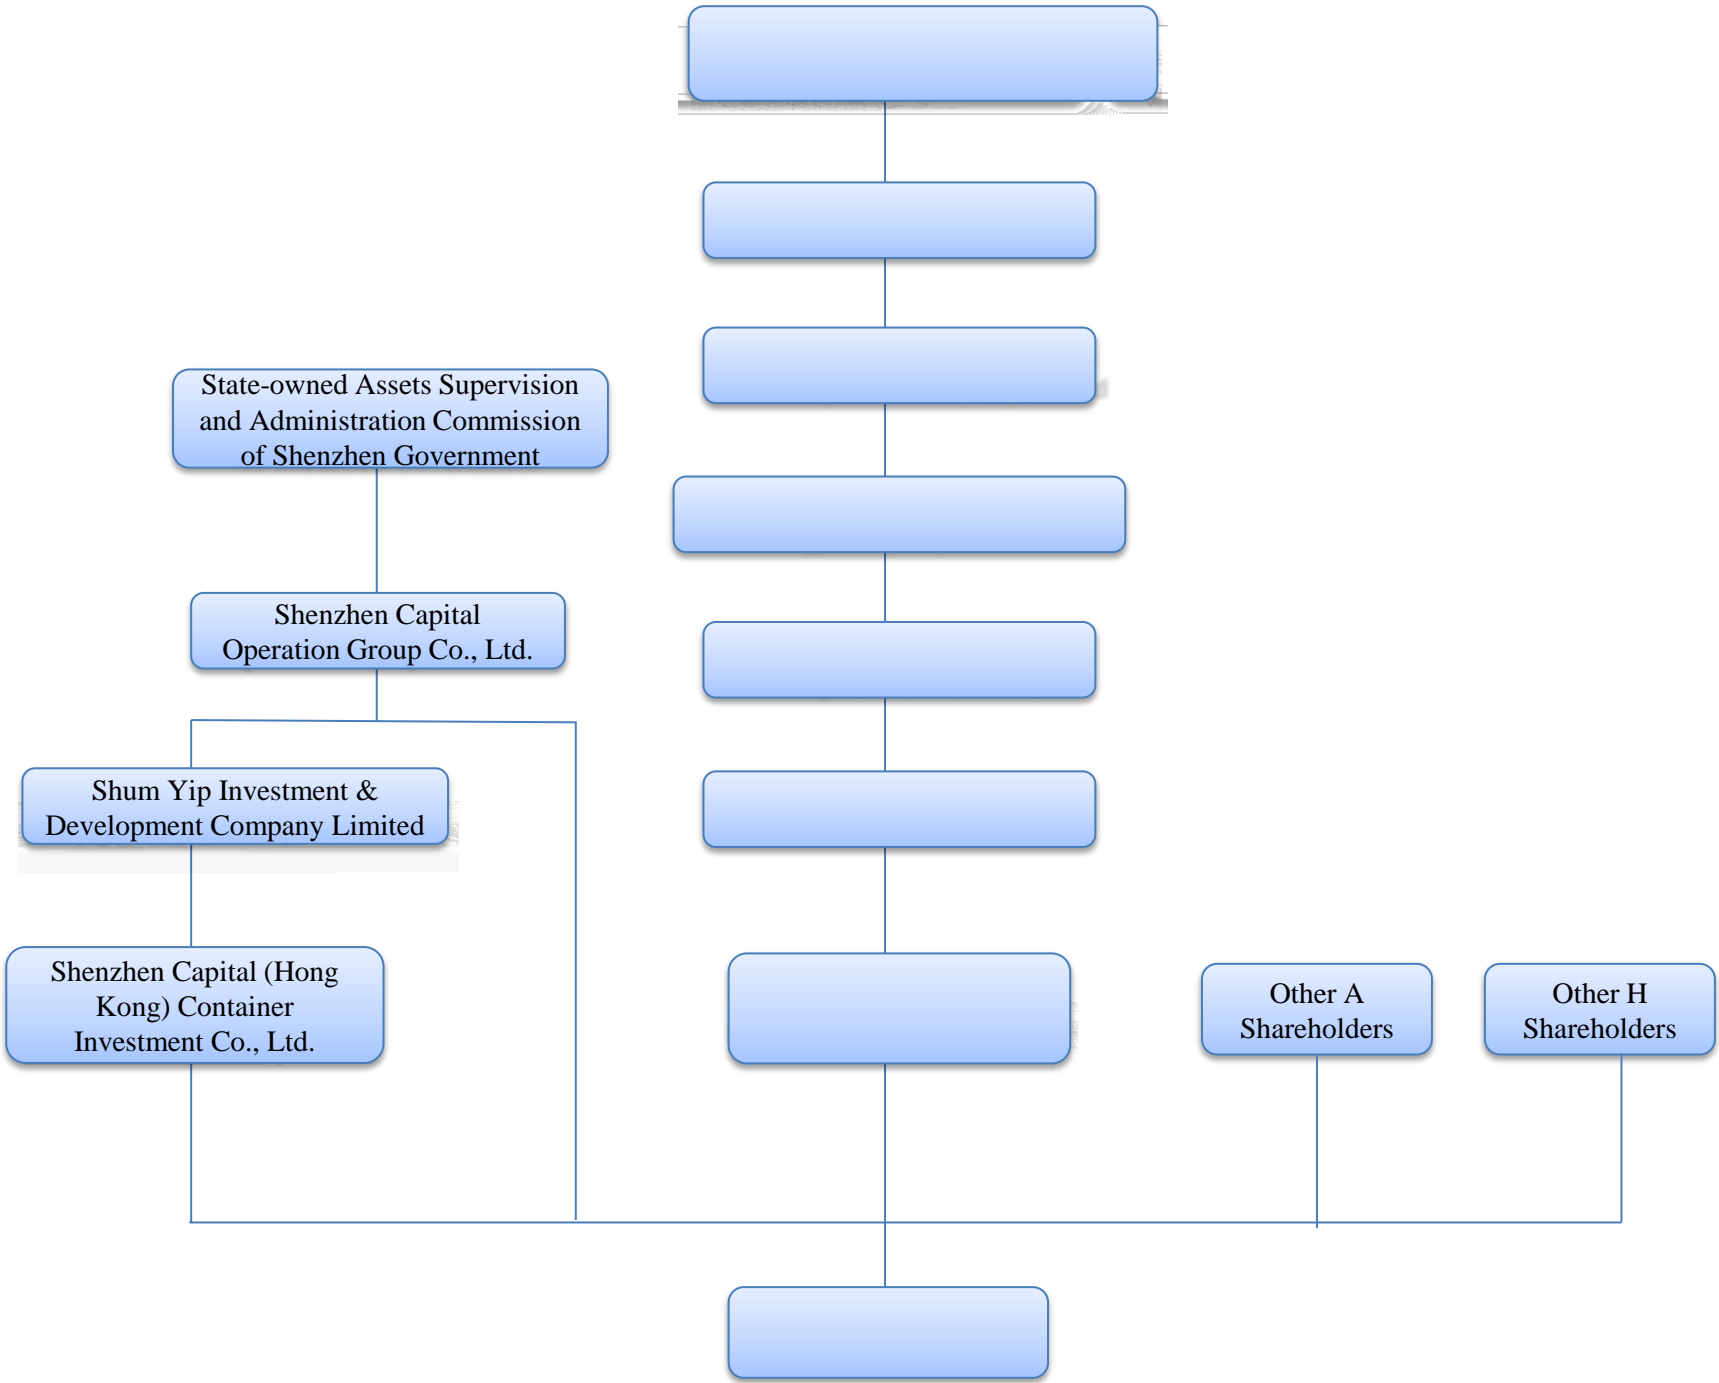 State-owned Assets Supervision
and Administration Commission
of Shenzhen Government
Shenzhen Capital
Operation Group Co., Ltd.
Shum Yip Investment &
Development Company Limited
Shenzhen Capital (Hong
Kong) Container
Investment Co., Ltd.
Other A
Shareholders
Other H
Shareholders